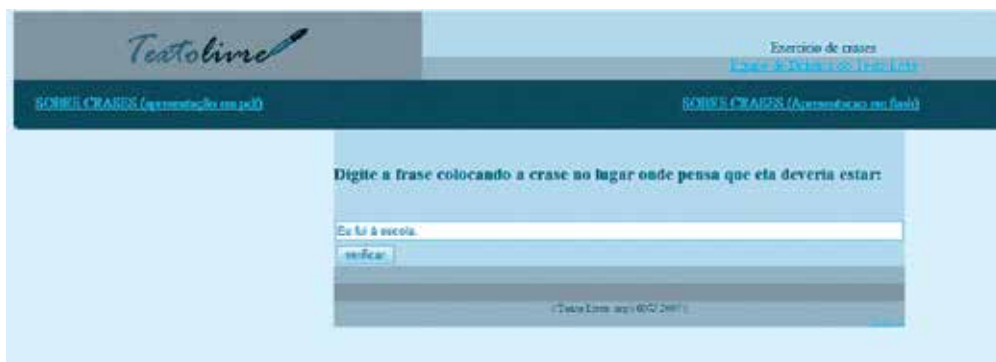 Textolivre
Exercício de crases
SOBRE CRASES (apresentação em pdf)
SOBRE CRASES (Apresentacao em flash)
Digite a frase colocando a crase no lugar onde pensa que ela deveria estar:
Eu fui à escola.
verificar